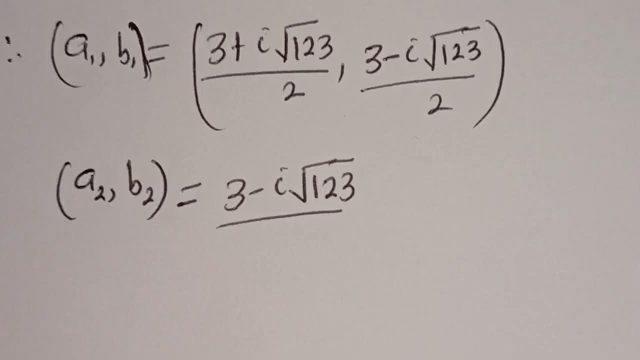 ∴ (a₁, b₁) = ( (3+i√123)/2 , (3-i√123)/2 )
(a₂, b₂) = 3-i√123